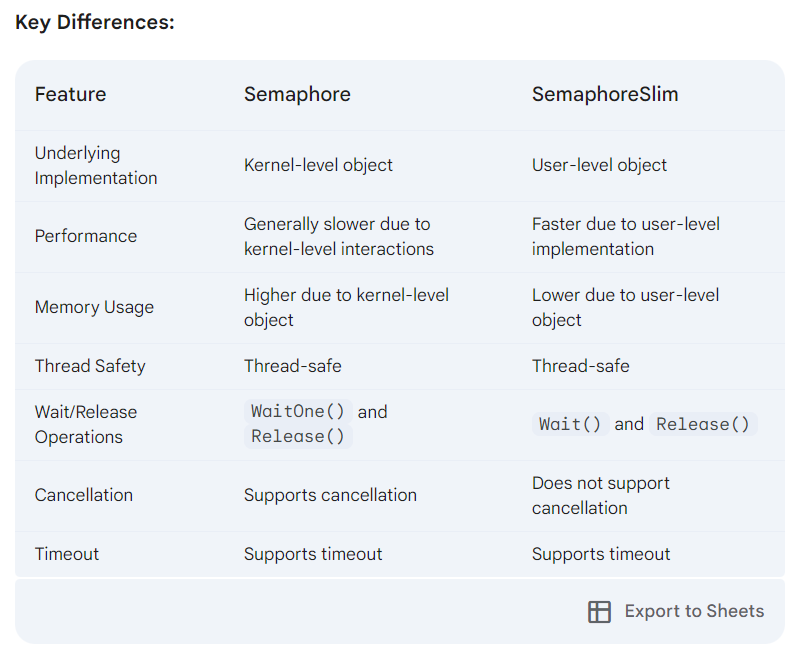 Key Differences:
Feature Semaphore SemaphoreSlim
Underlying
Implementation
Kernel-level object
User-level object
Performance
Generally slower due to
kernel-level interactions
Faster due to user-level
implementation
Memory Usage
Higher due to kernel-level
object
Lower due to user-level
object
Thread Safety
Thread-safe
Thread-safe
Wait/Release
Operations
WaitOne() and
Release()
Wait() and Release()
Cancellation
Supports cancellation
Does not support
cancellation
Timeout
Supports timeout
Supports timeout
Export to Sheets